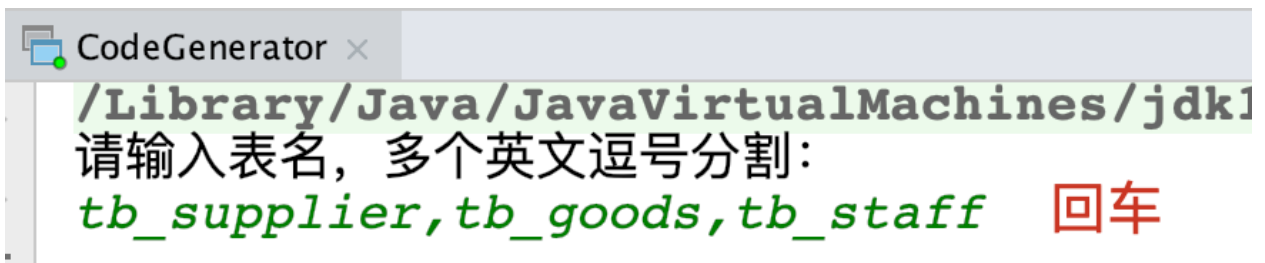 CodeGenerator
/Library/Java/JavaVirtualMachines/jdk1
请输入表名，多个英文逗号分割：
tb_supplier,tb_goods,tb_staff 回车